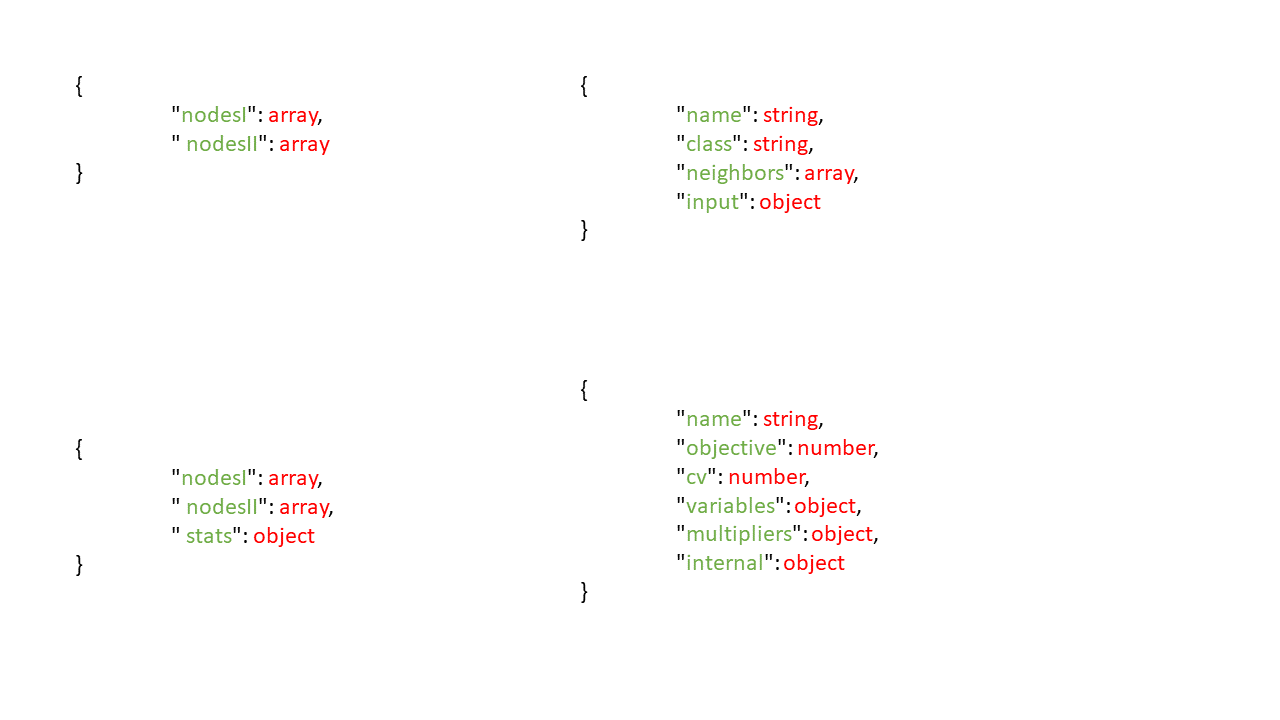 {
"nodesI": array,
" nodesII": array
}
{
"name": string,
"class": string,
"neighbors": array,
"input": object
}
{
"nodesI": array,
" nodesII": array,
" stats": object
}
{
"name": string,
"objective": number,
"cv": number,
"variables": object,
"multipliers": object,
"internal": object
}